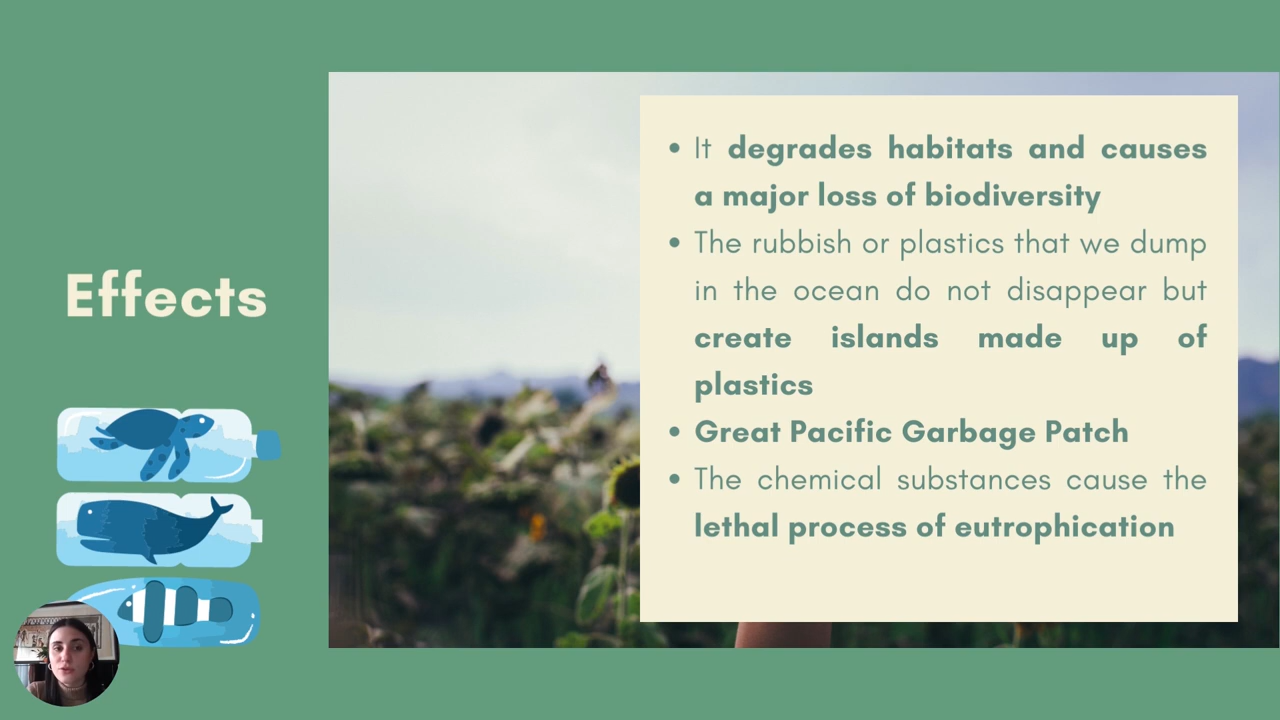 Effects
• It degrades habitats and causes
a major loss of biodiversity
• The rubbish or plastics that we dump
in the ocean do not disappear but
create islands made up of
plastics
• Great Pacific Garbage Patch
• The chemical substances cause the
lethal process of eutrophication